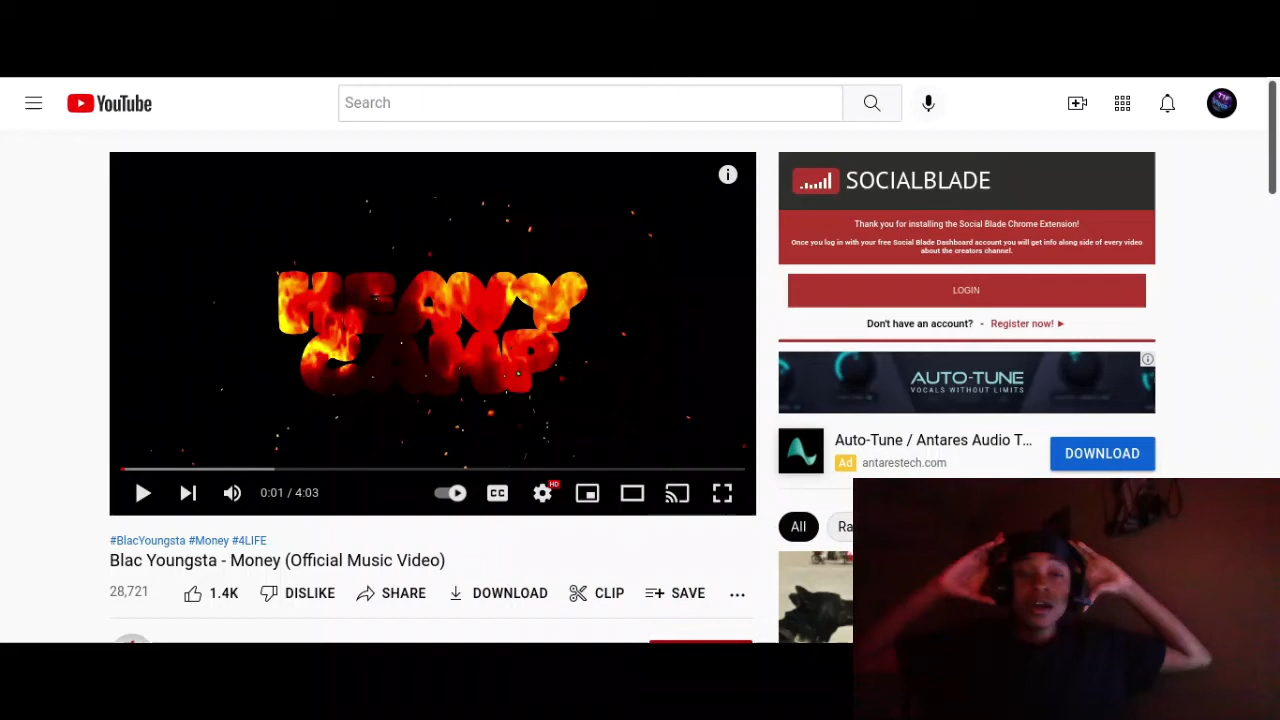 YouTube
Search
HEAVY
CAMP
HD
CC
0:01 / 4:03
#BlacYoungsta #Money #4LIFE
Blac Youngsta - Money (Official Music Video)
28,721
1.4K
DISLIKE
SHARE
DOWNLOAD
CLIP
SAVE
SOCIALBLADE
Thank you for installing the Social Blade Chrome Extension!
Once you log in with your free Social Blade Dashboard account you will get info along side of every video
about the creators channel.
LOGIN
Don't have an account? - Register now!
AUTO-TUNE
VOCALS WITHOUT LIMITS
Auto-Tune / Antares Audio T...
Ad antarestech.com
DOWNLOAD
All
Ra